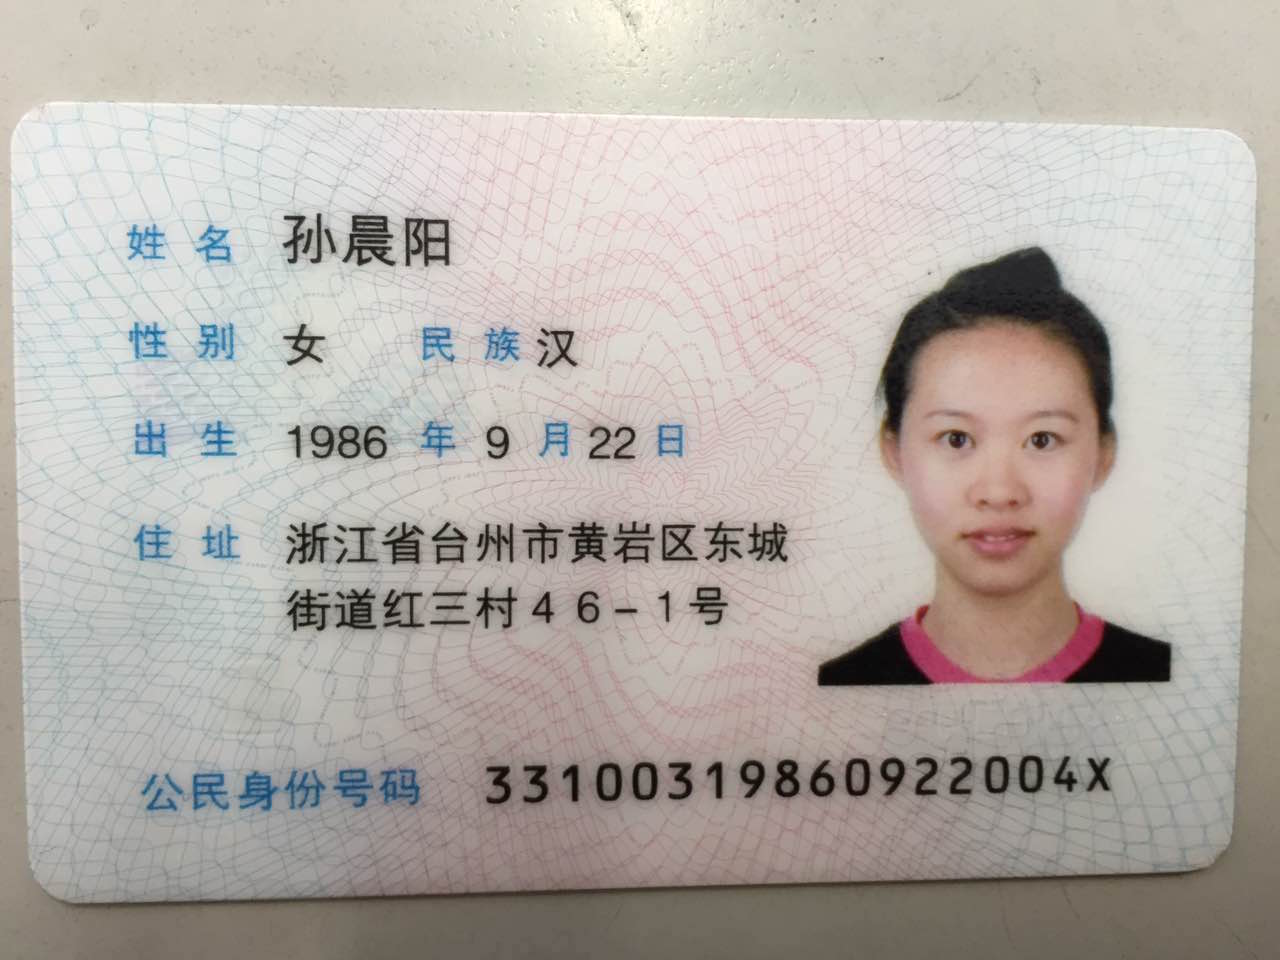 姓名 孙晨阳
性别 女 民族 汉
出生 1986 年 9 月 22 日
住址 浙江省台州市黄岩区东城
街道红三村46-1号
公民身份号码 33100319860922004X